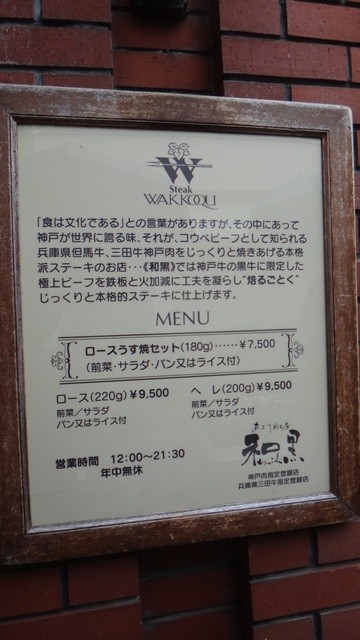 W
Steak
WAKKOQU
「食は文化である」との言葉がありますが、その中にあって
神戸が世界に誇る味、それが、コウベビーフとして知られる
兵庫県但馬牛、三田牛神戸肉をじっくりと焼きあげる本格
派ステーキのお店・・・《和黒》では神戸牛の黒牛に限定した
極上ビーフを鉄板と火加減に工夫を凝らし“焙るごとく”
じっくりと本格的ステーキに仕上げます。
MENU
ロースうす焼セット(180g)……¥7,500
(前菜・サラダ・パン又はライス付)
ロース(220g)¥9,500
前菜／サラダ
パン又はライス付
ヘ レ(200g)¥9,500
前菜／サラダ
パン又はライス付
営業時間 12:00〜21:30
年中無休
和黒
神戸肉指定登録店
兵庫県三田牛指定登録店